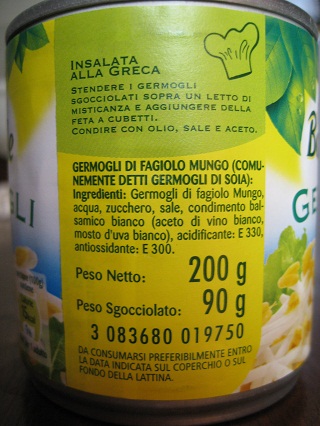 INSALATA
ALLA GRECA
STENDERE I GERMOGLI
SGOCCIOLATI SOPRA UN LETTO DI
MISTICANZA E AGGIUNGERE DELLA
FETA A CUBETTI.
CONDIRE CON OLIO, SALE E ACETO.
GERMOGLI DI FAGIOLO MUNGO (COMU-
NEMENTE DETTI GERMOGLI DI SOIA):
Ingredienti: Germogli di fagiolo Mungo,
acqua, zucchero, sale, condimento bal-
samico bianco (aceto di vino bianco,
mosto d'uva bianco), acidificante: E 330,
antiossidante: E 300.
Peso Netto: 200 g
Peso Sgocciolato: 90 g
3 083680 019750
DA CONSUMARSI PREFERIBILMENTE ENTRO
LA DATA INDICATA SUL COPERCHIO O SUL
FONDO DELLA LATTINA.
GLI
GE